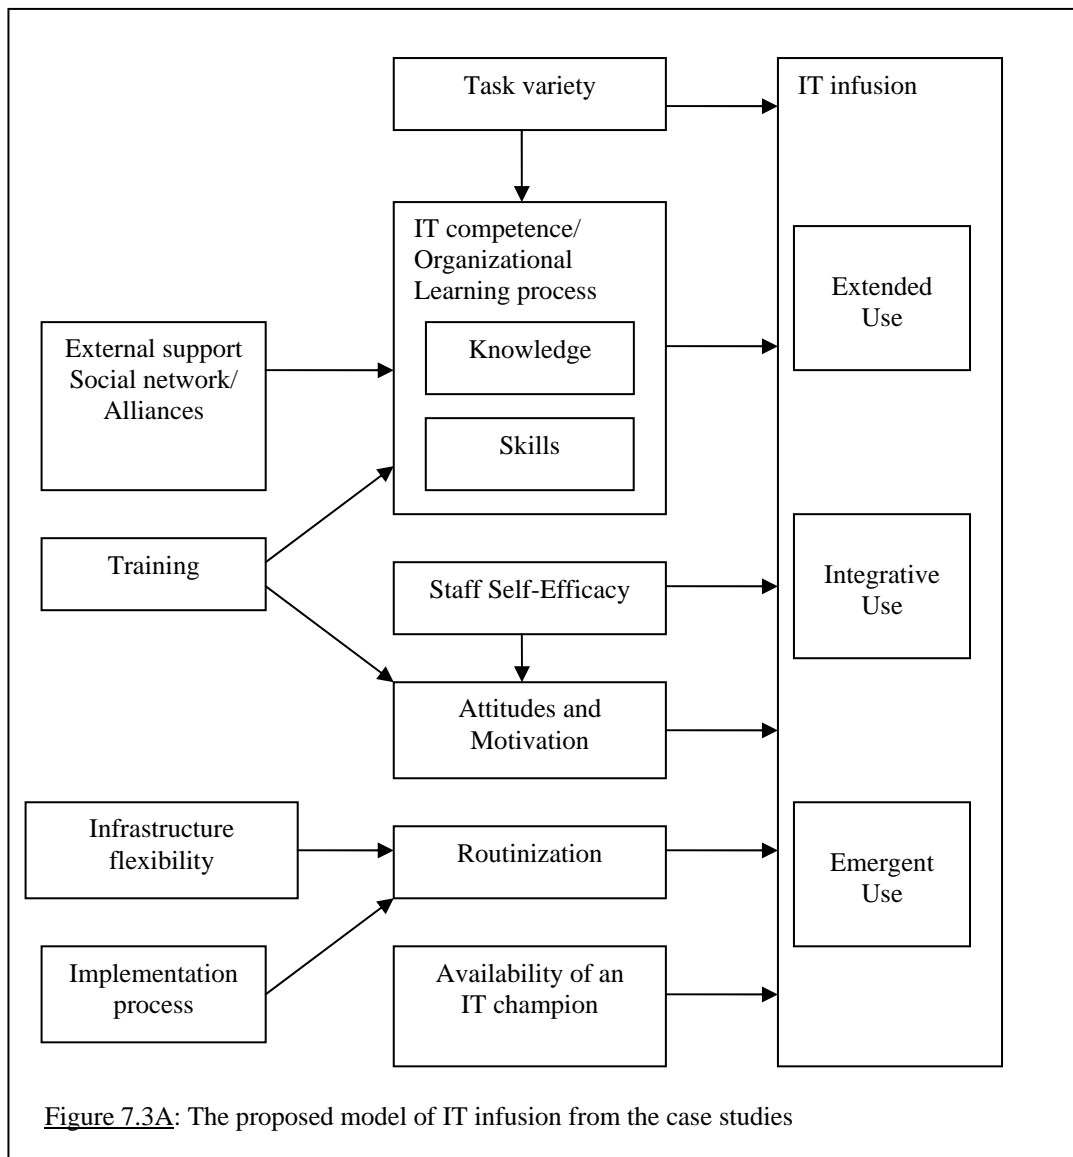 Task variety
IT infusion
IT competence/
Organizational
Learning process
Knowledge
Skills
Extended
Use
External support
Social network/
Alliances
Training
Staff Self-Efficacy
Integrative
Use
Attitudes and
Motivation
Infrastructure
flexibility
Routinization
Emergent
Use
Implementation
process
Availability of an
IT champion
Figure 7.3A: The proposed model of IT infusion from the case studies